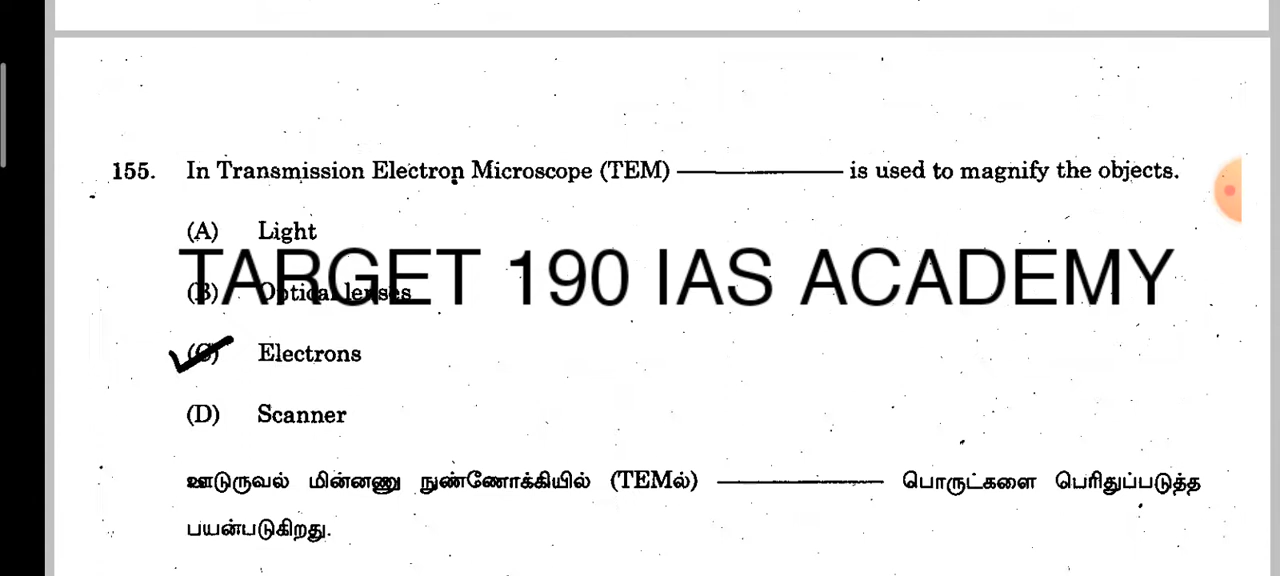 155. In Transmission Electron Microscope (TEM) ————— is used to magnify the objects.
(A) Light
TARGET 190 IAS ACADEMY
(B) Optical lenses
(C) Electrons
(D) Scanner
ஊடுருவல் மின்னணு நுண்ணோக்கியில் (TEMல்) ————— பொருட்களை பெரிதுப்படுத்த
பயன்படுகிறது.